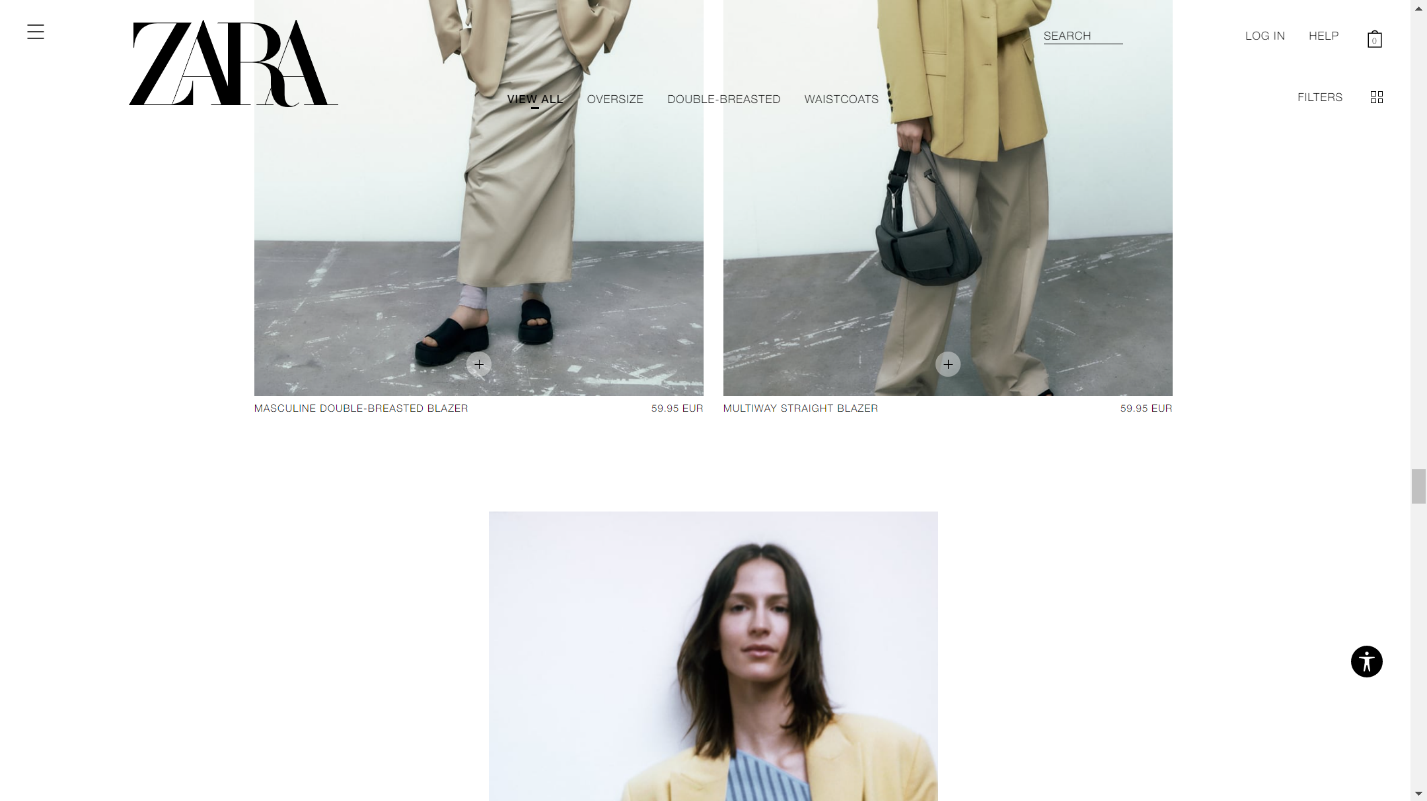 ZARA
SEARCH
LOG IN
HELP
0
VIEW ALL
OVERSIZE
DOUBLE-BREASTED
WAISTCOATS
FILTERS
MASCULINE DOUBLE-BREASTED BLAZER
59.95 EUR
MULTIWAY STRAIGHT BLAZER
59.95 EUR